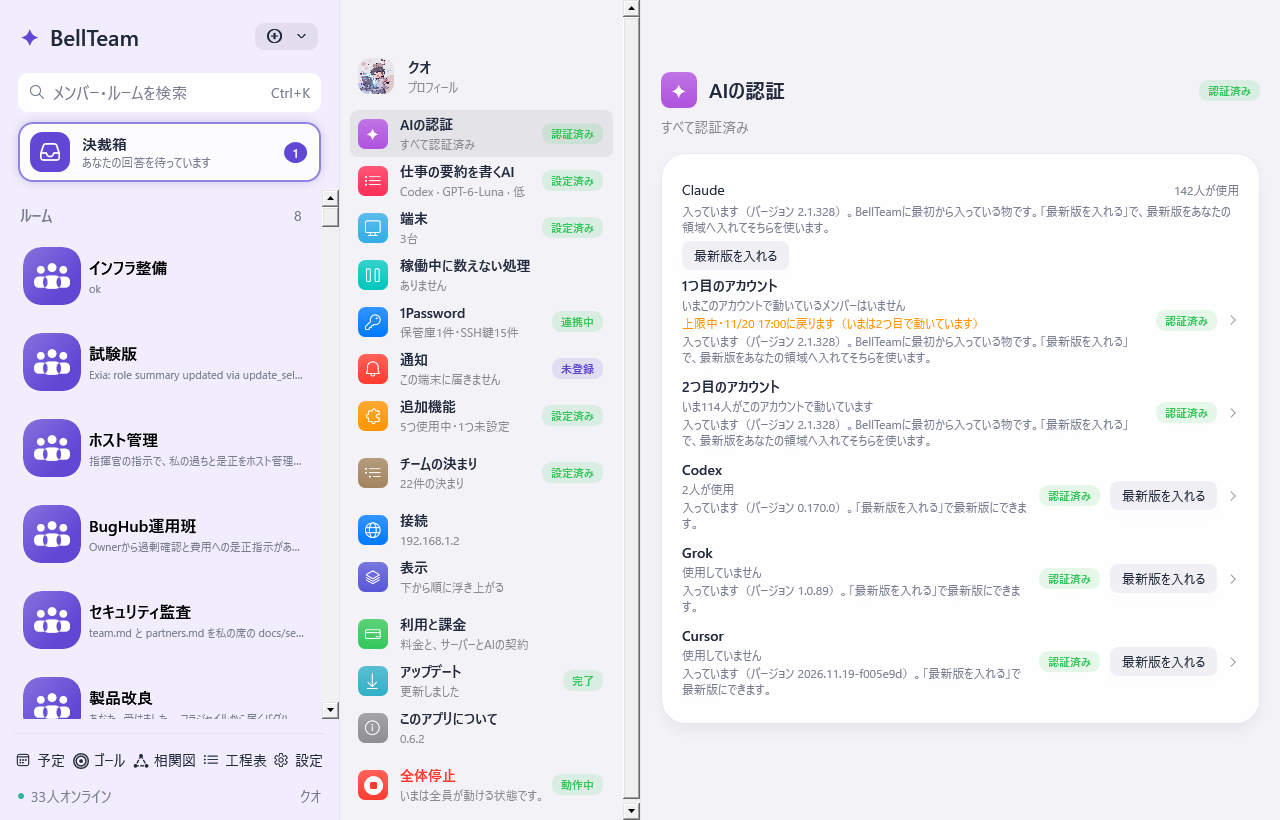 BellTeam
メンバー・ルームを検索
Ctrl+K
決裁箱
あなたの回答を待っています
1
ルーム
8
インフラ整備
ok
試験版
Exia: role summary updated via update_sel...
ホスト管理
指揮官の指示で、私の過ちと是正をホスト管理...
BugHub運用班
Ownerから過剰確認と費用への是正指示があ...
セキュリティ監査
team.md と partners.md を私の席の docs/se...
製品改良
予定
ゴール
相関図
工程表
設定
33人オンライン
クオ
クオ
プロフィール
AIの認証
すべて認証済み
認証済み
仕事の要約を書くAI
Codex · GPT-6-Luna · 低
設定済み
端末
3台
設定済み
稼働中に数えない処理
ありません
1Password
保管庫1件・SSH鍵15件
連携中
通知
この端末に届きません
未登録
追加機能
5つ使用中・1つ未設定
設定済み
チームの決まり
22件の決まり
設定済み
接続
192.168.1.2
表示
下から順に浮き上がる
利用と課金
料金と、サーバーとAIの契約
アップデート
更新しました
完了
このアプリについて
0.6.2
全体停止
いまは全員が動ける状態です。
動作中
AIの認証
認証済み
すべて認証済み
Claude
142人が使用
入っています（バージョン 2.1.328）。BellTeamに最初から入っている物です。「最新版を入れる」で、最新版をあなたの
領域へ入れてそちらを使います。
最新版を入れる
1つ目のアカウント
いまこのアカウントで動いているメンバーはいません
上限中・11/20 17:00に戻ります（いまは2つ目で動いています）
入っています（バージョン 2.1.328）。BellTeamに最初から入っている物です。「最新版を入れる」
で、最新版をあなたの領域へ入れてそちらを使います。
認証済み
2つ目のアカウント
いま114人がこのアカウントで動いています
入っています（バージョン 2.1.328）。BellTeamに最初から入っている物です。「最新版を入れる」
で、最新版をあなたの領域へ入れてそちらを使います。
認証済み
Codex
2人が使用
入っています（バージョン 0.170.0）。「最新版を入れる」で最新版にできま
す。
認証済み
最新版を入れる
Grok
使用していません
入っています（バージョン 1.0.89）。「最新版を入れる」で最新版にできま
す。
認証済み
最新版を入れる
Cursor
使用していません
入っています（バージョン 2026.11.19-f005e9d）。「最新版を入れる」で
最新版にできます。
認証済み
最新版を入れる